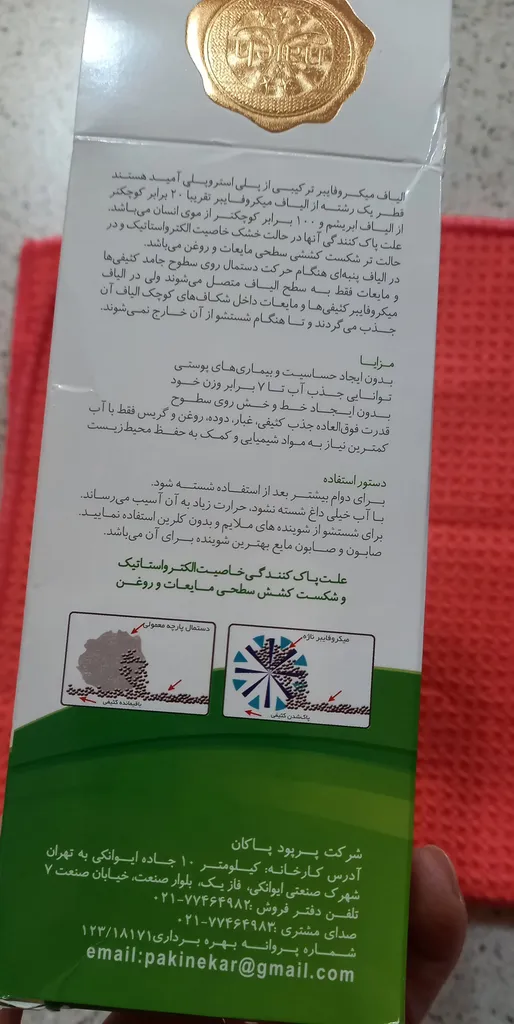 الیاف میکروفایبر ترکیبی از پلی استر و پلی آمید هستند
قطر یک رشته از الیاف میکروفایبر تقریبا ۲۰ برابر کوچکتر
از الیاف ابریشم و ۱۰۰ برابر کوچکتر از موی انسان می‌باشد.
علت پاک کنندگی آنها در حالت خشک خاصیت الکترواستاتیک و در
حالت تر شکست کششی سطحی مایعات و روغن می‌باشد.
در الیاف پنبه‌ای هنگام حرکت دستمال روی سطوح جامد کثیفی‌ها
و مایعات فقط به سطح الیاف متصل می‌شوند ولی در الیاف
میکروفایبر کثیفی‌ها و مایعات داخل شکاف‌های کوچک الیاف آن
جذب می‌گردند و تا هنگام شستشو از آن خارج نمی‌شوند.
مزایا
بدون ایجاد حساسیت و بیماری‌های پوستی
توانایی جذب آب تا ۷ برابر وزن خود
بدون ایجاد خط و خش روی سطوح
قدرت فوق‌العاده جذب کثیفی، غبار، دوده، روغن و گریس فقط با آب
کمترین نیاز به مواد شیمیایی و کمک به حفظ محیط‌زیست
دستور استفاده
برای دوام بیشتر بعد از استفاده شسته شود.
با آب خیلی داغ شسته نشود، حرارت زیاد به آن آسیب می‌رساند.
برای شستشو از شوینده های ملایم و بدون کلرین استفاده نمایید.
صابون و صابون مایع بهترین شوینده برای آن می‌باشد.
علت پاک کنندگی خاصیت الکترواستاتیک
و شکست کشش سطحی مایعات و روغن
میکروفایبر تاژه
پاک‌شدن کثیفی
دستمال پارچه معمولی
باقیمانده کثیفی
شرکت پرپود پاکان
آدرس کارخانه: کیلومتر ۱۰ جاده ایوانکی به تهران
شهرک صنعتی ایوانکی، فاز یک، بلوار صنعت، خیابان صنعت ۷
تلفن دفتر فروش: ۷۷۴۶۴۹۸۲-۰۲۱
صدای مشتری: ۷۷۴۶۴۹۸۲-۰۲۱
شماره پروانه بهره برداری ۱۲۳/۱۸۱۷۱
email:pakinekar@gmail.com